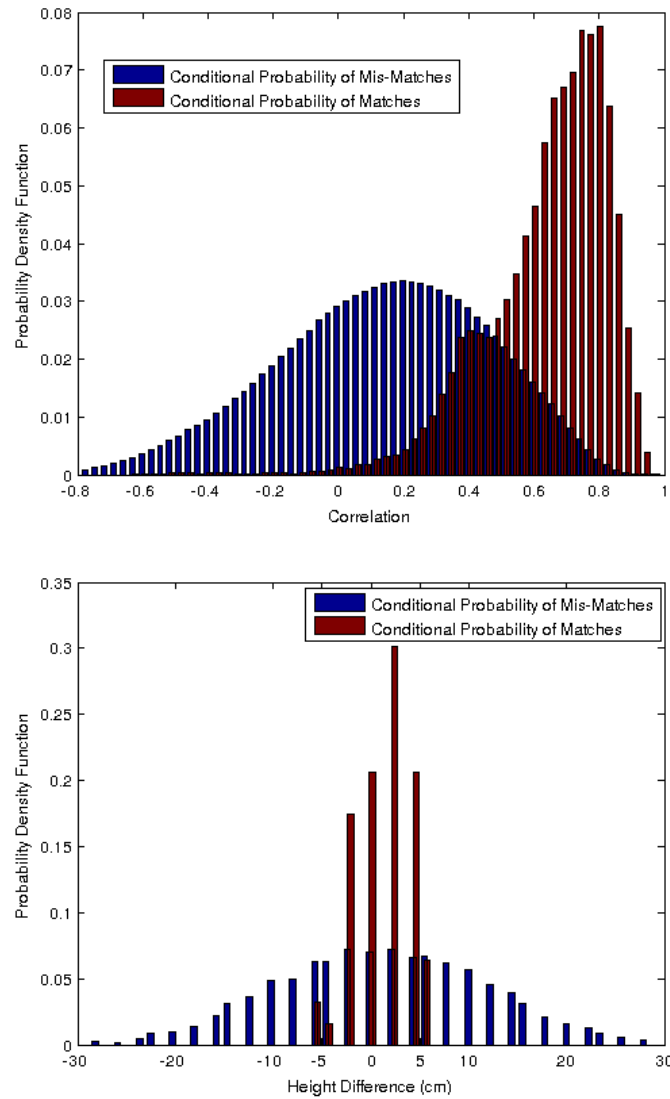 0.08
0.07
0.06
0.05
0.04
0.03
0.02
0.01
0
Probability Density Function
Conditional Probability of Mis-Matches
Conditional Probability of Matches
-0.8 -0.6 -0.4 -0.2 0 0.2 0.4 0.6 0.8 1
Correlation
0.35
0.3
0.25
0.2
0.15
0.1
0.05
0
Probability Density Function
Conditional Probability of Mis-Matches
Conditional Probability of Matches
-30 -20 -10 -5 0 5 10 20 30
Height Difference (cm)